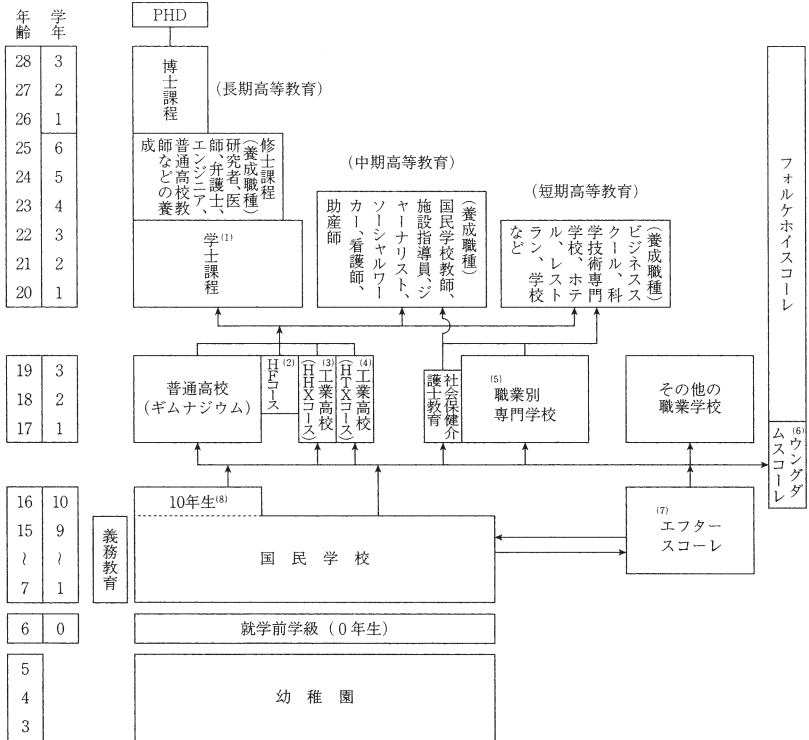 年齢
学年
PHD
28 3
27 2
26 1
25 6
24 5
23 4
22 3
21 2
20 1
博士課程
(長期高等教育)
修士課程
(養成職種)
研究者、医
師、弁護士、
エンジニア、
普通高校教
師などの養
成
学士課程(1)
(中期高等教育)
(養成職種)
国民学校教師、
施設指導員、ジ
ャーナリスト、
ソーシャルワー
カー、看護師、
助産師
(短期高等教育)
(養成職種)
ビジネスス
クール、科
学技術専門
学校、ホテ
ル、レスト
ラン、学校
など
フォルケホイスコーレ
19 3
18 2
17 1
普通高校
(ギムナジウム)
HFコース(2)
工業高校(3)
(HHXコース)
工業高校(4)
(HTXコース)
社会保健介
護士教育
(5)
職業別
専門学校
その他の
職業学校
ウングダ(6)
ムスコーレ
16 10
15 9
~ ~
7 1
義務教育
10年生(8)
国民学校
(7)
エフター
スコーレ
6 0
就学前学級(0年生)
5
4
3
幼稚園